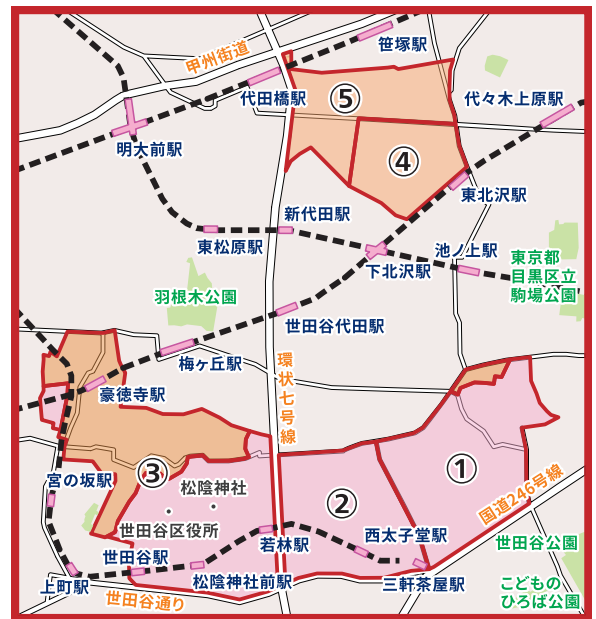 笹塚駅
甲州街道
代田橋駅
⑤
代々木上原駅
明大前駅
④
東北沢駅
新代田駅
東松原駅
池ノ上駅
下北沢駅
東京都
目黒区立
駒場公園
羽根木公園
世田谷代田駅
梅ヶ丘駅
環状七号線
豪徳寺駅
③
①
宮の坂駅
松陰神社
②
国道246号線
世田谷区役所
西太子堂駅
若林駅
世田谷公園
世田谷駅
上町駅
松陰神社前駅
三軒茶屋駅
こどもの
ひろば公園
世田谷通り